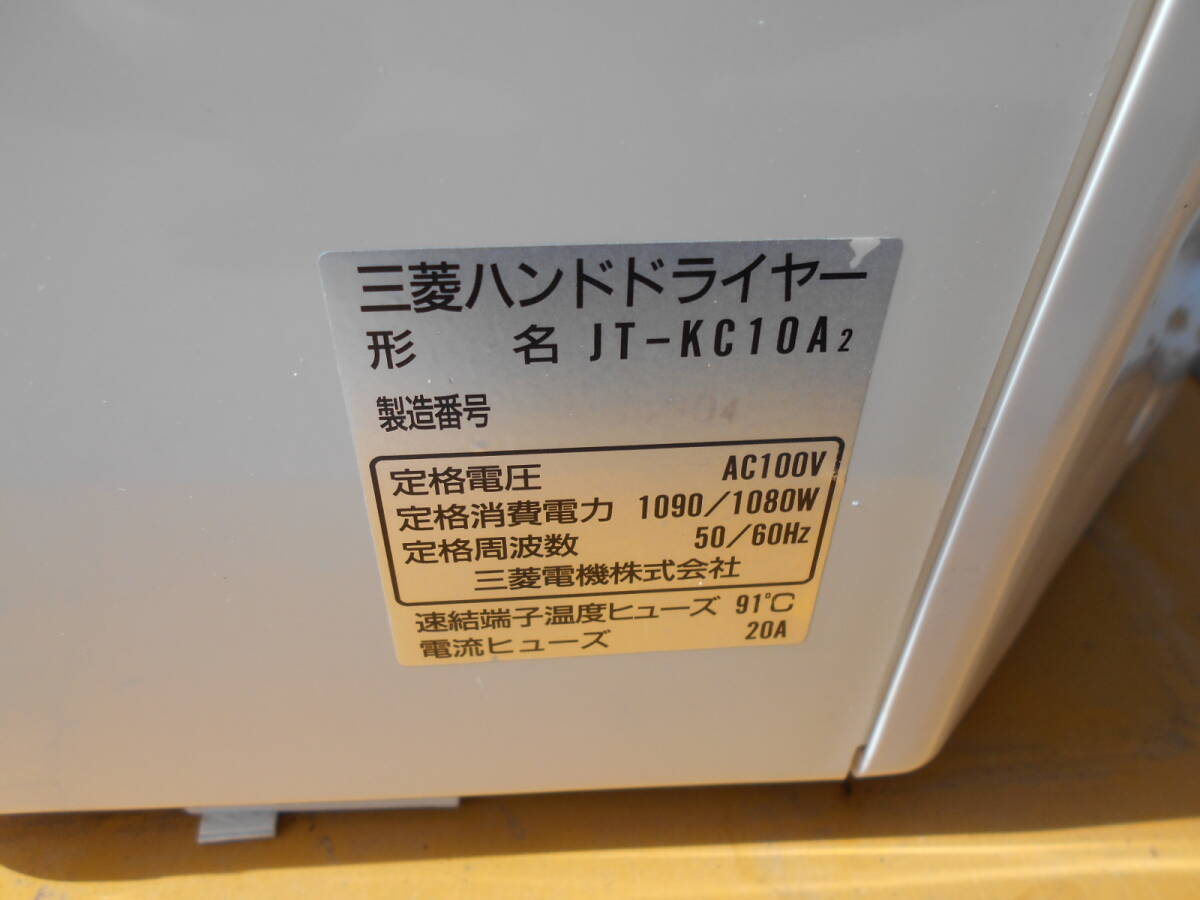 三菱ハンドドライヤー
形 名 JT-KC10A2
製造番号
定格電圧 AC100V
定格消費電力 1090/1080W
定格周波数 50/60Hz
三菱電機株式会社
速結端子温度ヒューズ 91℃
電流ヒューズ 20A